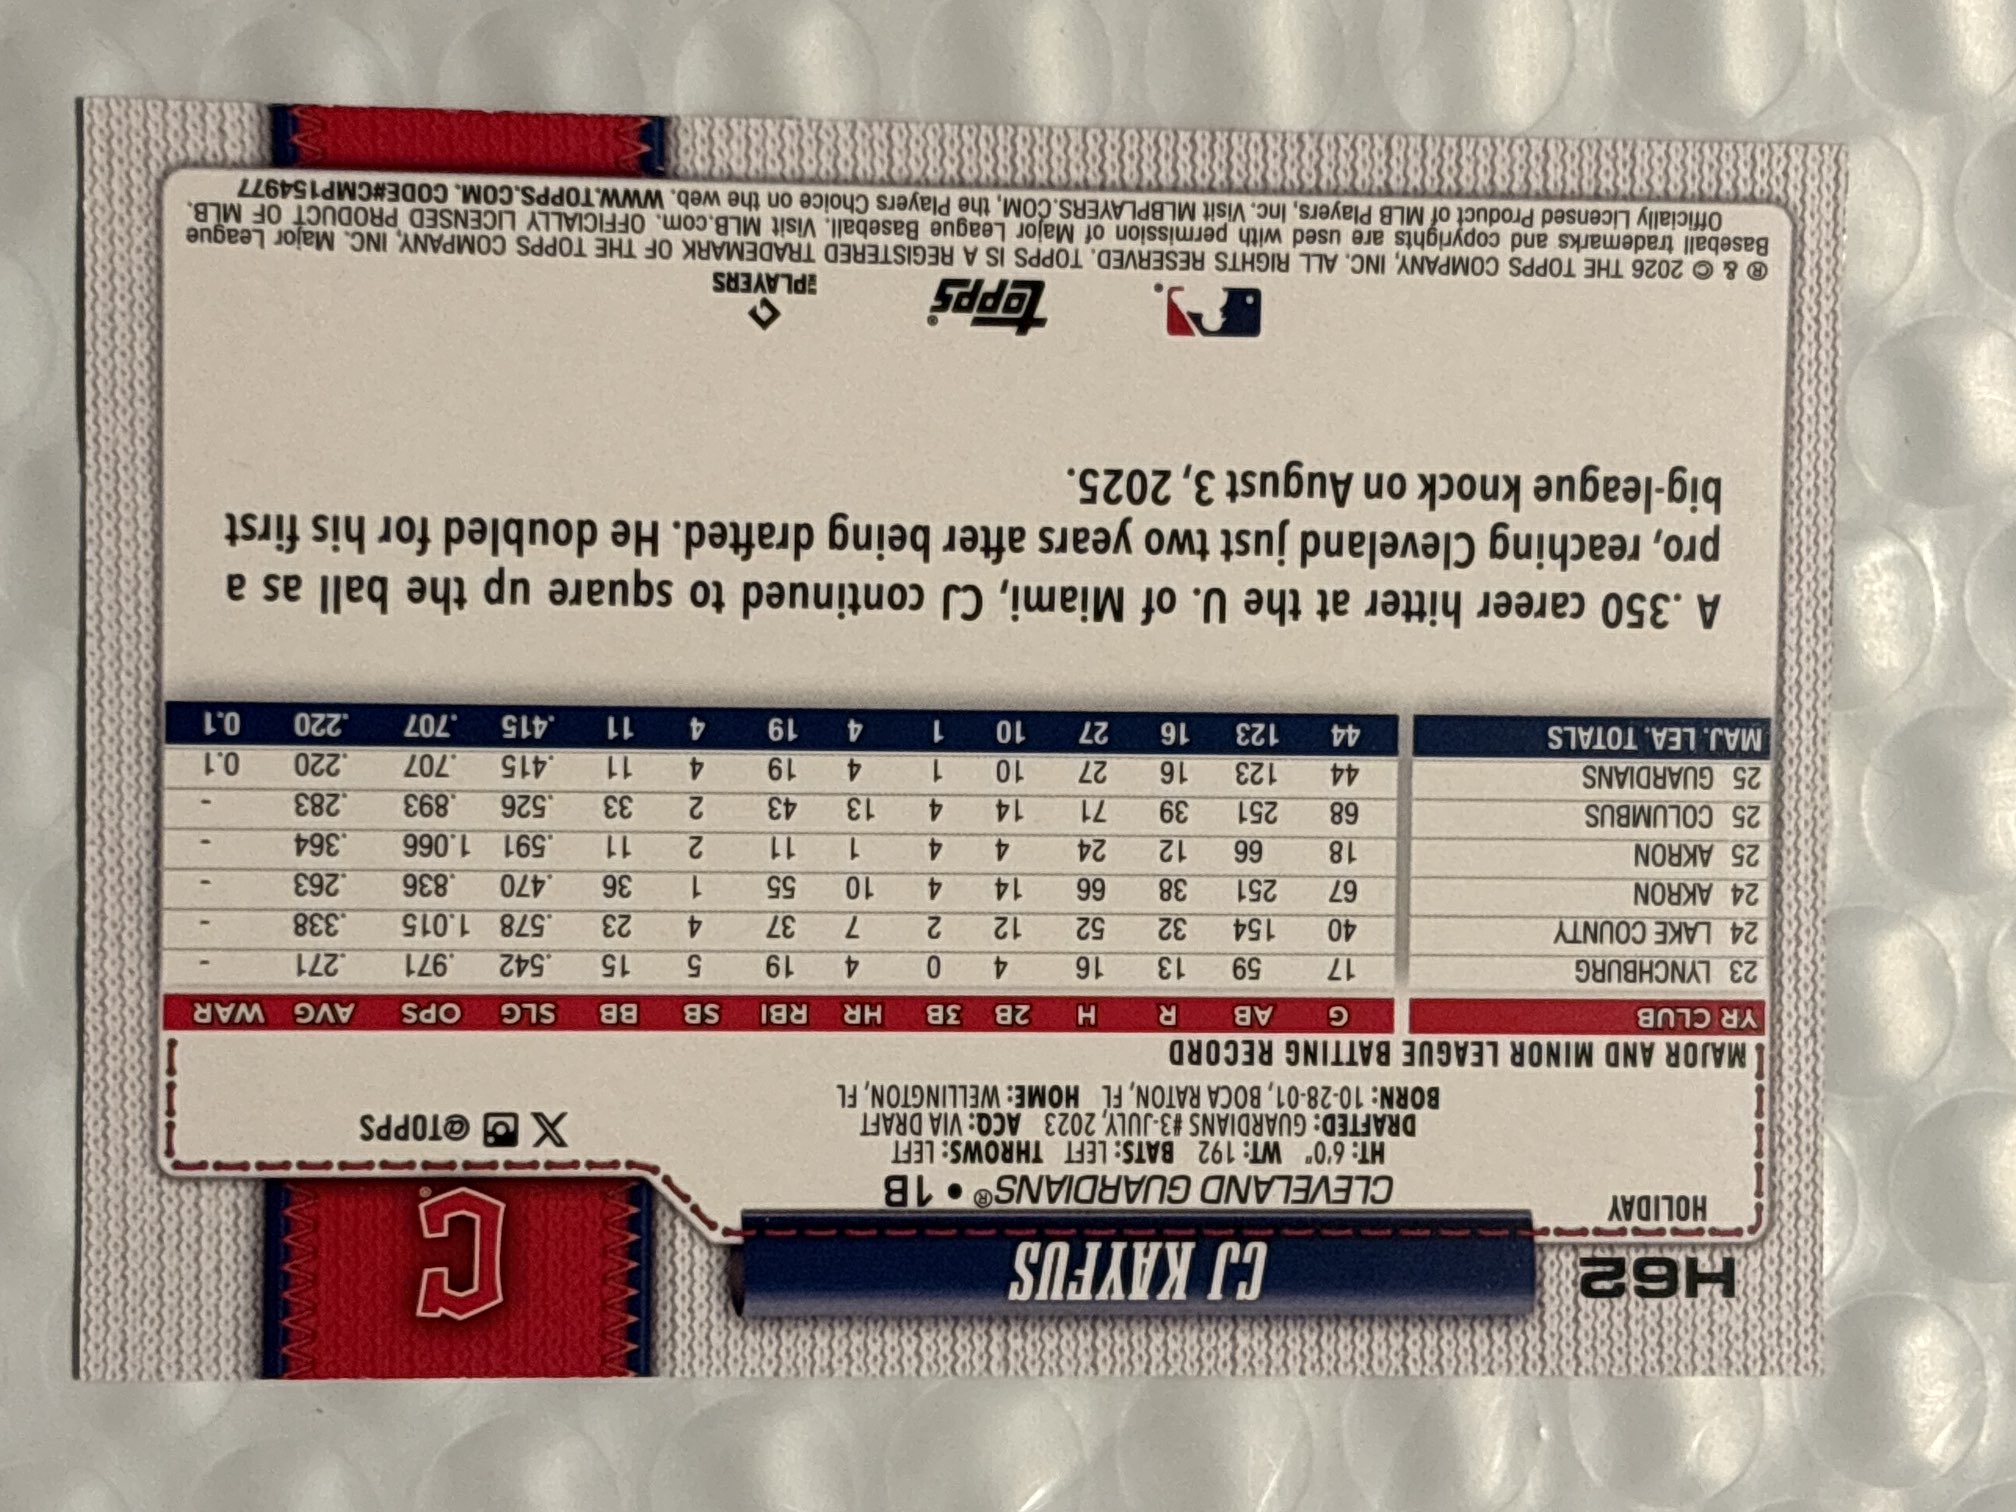 H62
CJ KAYFUS
HOLIDAY
CLEVELAND GUARDIANS® • 1B
HT: 6'0" WT: 192 BATS: LEFT THROWS: LEFT
DRAFTED: GUARDIANS #3-JULY, 2023 ACQ: VIA DRAFT
BORN: 10-28-01, BOCA RATON, FL HOME: WELLINGTON, FL
@TOPPS
C®
MAJOR AND MINOR LEAGUE BATTING RECORD
YR CLUB G AB R H 2B 3B HR RBI SB BB SLG OPS AVG WAR
23 LYNCHBURG 17 59 13 16 4 0 4 19 5 15 .542 .971 .271 -
24 LAKE COUNTY 40 154 32 52 12 2 7 37 4 23 .578 1.015 .338 -
24 AKRON 67 251 38 66 14 4 10 55 1 36 .470 .836 .263 -
25 AKRON 18 66 12 24 4 4 1 11 2 11 .591 1.066 .364 -
25 COLUMBUS 68 251 39 71 14 4 13 43 2 33 .526 .893 .283 -
25 GUARDIANS 44 123 16 27 10 1 4 19 4 11 .415 .707 .220 0.1
MAJ. LEA. TOTALS 44 123 16 27 10 1 4 19 4 11 .415 .707 .220 0.1
A .350 career hitter at the U. of Miami, CJ continued to square up the ball as a
pro, reaching Cleveland just two years after being drafted. He doubled for his first
big-league knock on August 3, 2025.
topps®
MLB PLAYERS
® & © 2026 THE TOPPS COMPANY, INC. ALL RIGHTS RESERVED. TOPPS IS A REGISTERED TRADEMARK OF THE TOPPS COMPANY, INC. Major League
Baseball trademarks and copyrights are used with permission of Major League Baseball. Visit MLB.com. OFFICIALLY LICENSED PRODUCT OF MLB.
Officially Licensed Product of MLB Players, Inc. Visit MLBPLAYERS.COM, the Players Choice on the web. WWW.TOPPS.COM. CODE#CMP154977